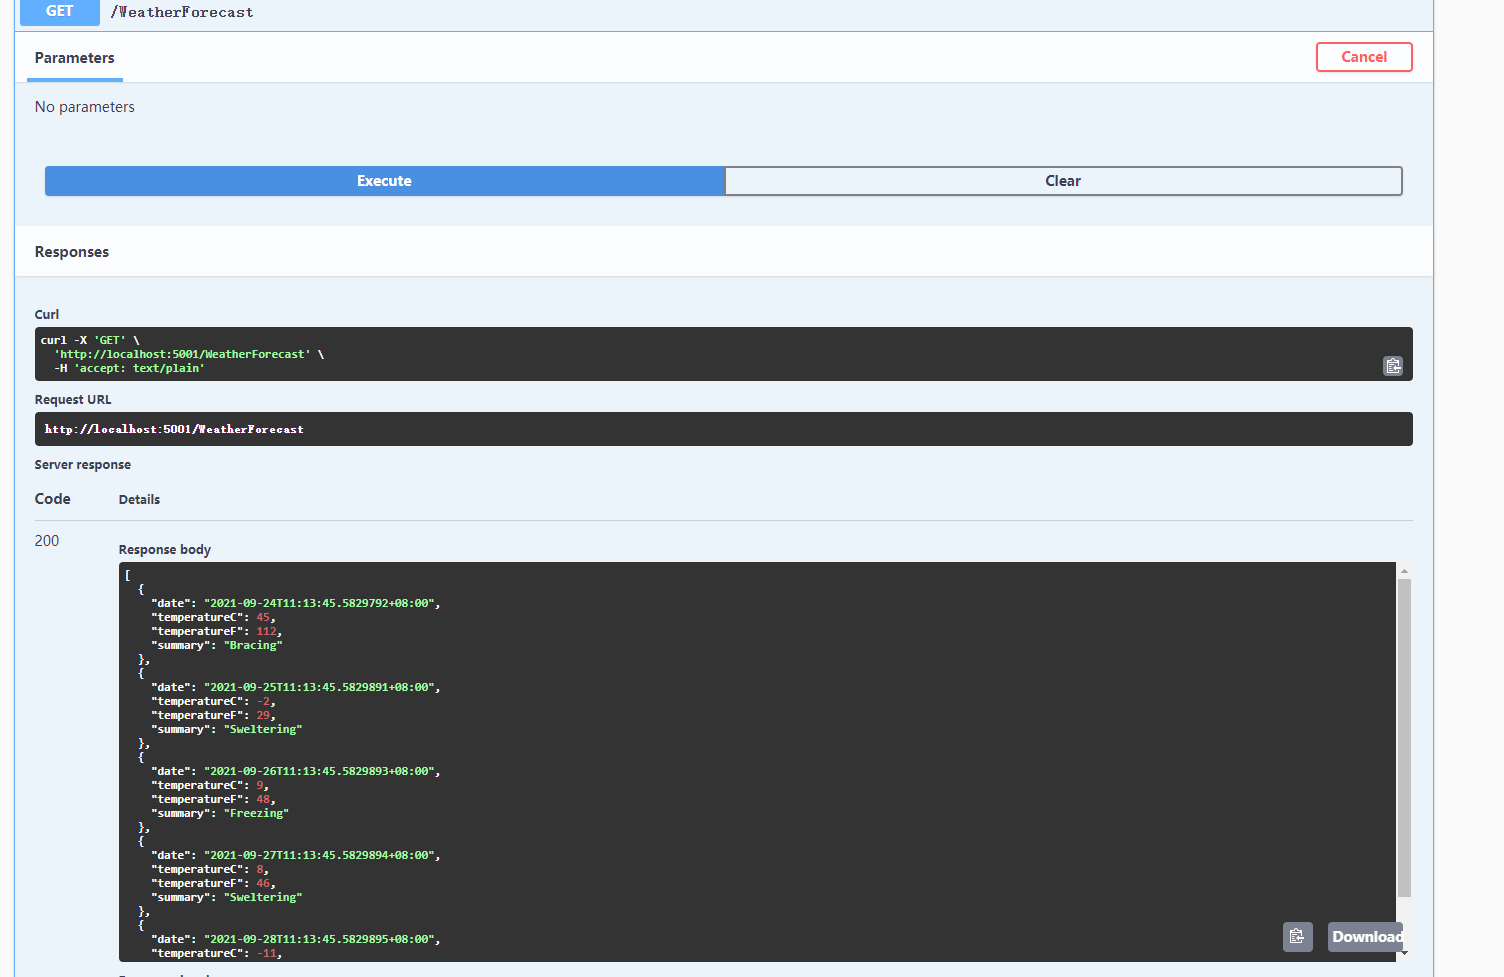 GET /WeatherForecast
Parameters
Cancel
No parameters
Execute
Clear
Responses
Curl
curl -X 'GET' \
  'http://localhost:5001/WeatherForecast' \
  -H 'accept: text/plain'
Request URL
http://localhost:5001/WeatherForecast
Server response
Code Details
200
Response body
[
  {
    "date": "2021-09-24T11:13:45.5829792+08:00",
    "temperatureC": 45,
    "temperatureF": 112,
    "summary": "Bracing"
  },
  {
    "date": "2021-09-25T11:13:45.5829891+08:00",
    "temperatureC": -2,
    "temperatureF": 29,
    "summary": "Sweltering"
  },
  {
    "date": "2021-09-26T11:13:45.5829893+08:00",
    "temperatureC": 9,
    "temperatureF": 48,
    "summary": "Freezing"
  },
  {
    "date": "2021-09-27T11:13:45.5829894+08:00",
    "temperatureC": 8,
    "temperatureF": 46,
    "summary": "Sweltering"
  },
  {
    "date": "2021-09-28T11:13:45.5829895+08:00",
    "temperatureC": -11,
Download